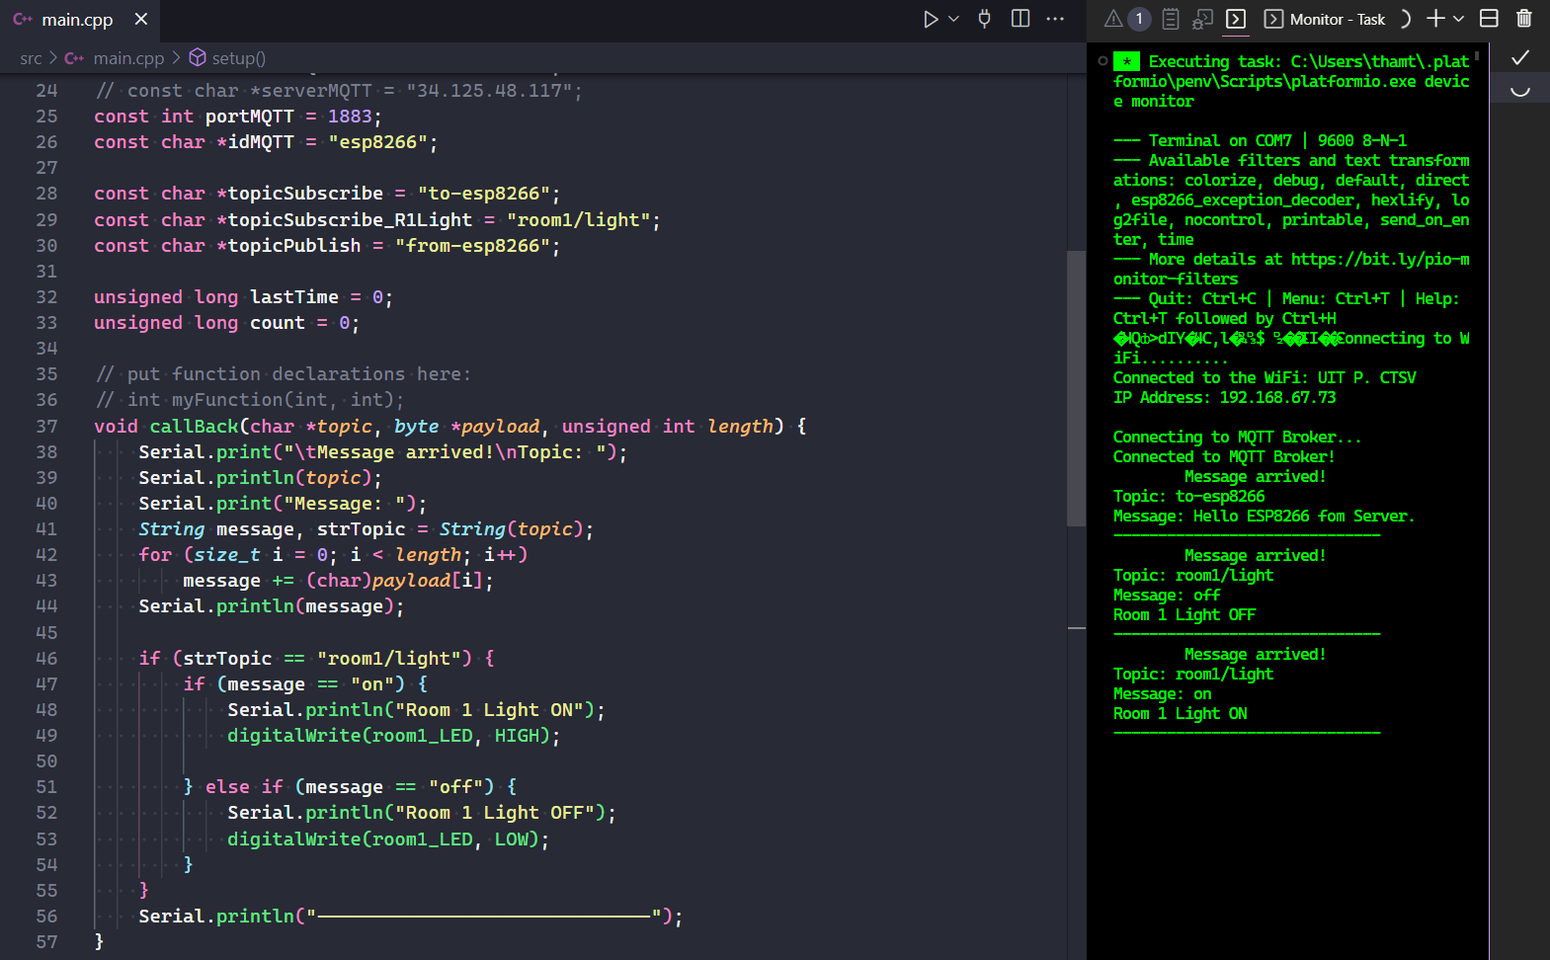 main.cpp
src > main.cpp > setup()
24 // const char *serverMQTT = "34.125.48.117";
25 const int portMQTT = 1883;
26 const char *idMQTT = "esp8266";
27
28 const char *topicSubscribe = "to-esp8266";
29 const char *topicSubscribe_R1Light = "room1/light";
30 const char *topicPublish = "from-esp8266";
31
32 unsigned long lastTime = 0;
33 unsigned long count = 0;
34
35 // put function declarations here:
36 // int myFunction(int, int);
37 void callBack(char *topic, byte *payload, unsigned int length) {
38 Serial.print("\tMessage arrived!\nTopic: ");
39 Serial.println(topic);
40 Serial.print("Message: ");
41 String message, strTopic = String(topic);
42 for (size_t i = 0; i < length; i++)
43 message += (char)payload[i];
44 Serial.println(message);
45
46 if (strTopic == "room1/light") {
47 if (message == "on") {
48 Serial.println("Room 1 Light ON");
49 digitalWrite(room1_LED, HIGH);
50
51 } else if (message == "off") {
52 Serial.println("Room 1 Light OFF");
53 digitalWrite(room1_LED, LOW);
54 }
55 }
56 Serial.println("------------------------------");
57 }
1
Monitor - Task
* Executing task: C:\Users\thamt\.plat
formio\penv\Scripts\platformio.exe devic
e monitor
--- Terminal on COM7 | 9600 8-N-1
--- Available filters and text transform
ations: colorize, debug, default, direct
, esp8266_exception_decoder, hexlify, lo
g2file, nocontrol, printable, send_on_en
ter, time
--- More details at https://bit.ly/pio-m
onitor-filters
--- Quit: Ctrl+C | Menu: Ctrl+T | Help:
Ctrl+T followed by Ctrl+H
Connecting to W
iFi..........
Connected to the WiFi: UIT P. CTSV
IP Address: 192.168.67.73
Connecting to MQTT Broker...
Connected to MQTT Broker!
Message arrived!
Topic: to-esp8266
Message: Hello ESP8266 fom Server.
------------------------------
Message arrived!
Topic: room1/light
Message: off
Room 1 Light OFF
------------------------------
Message arrived!
Topic: room1/light
Message: on
Room 1 Light ON
------------------------------